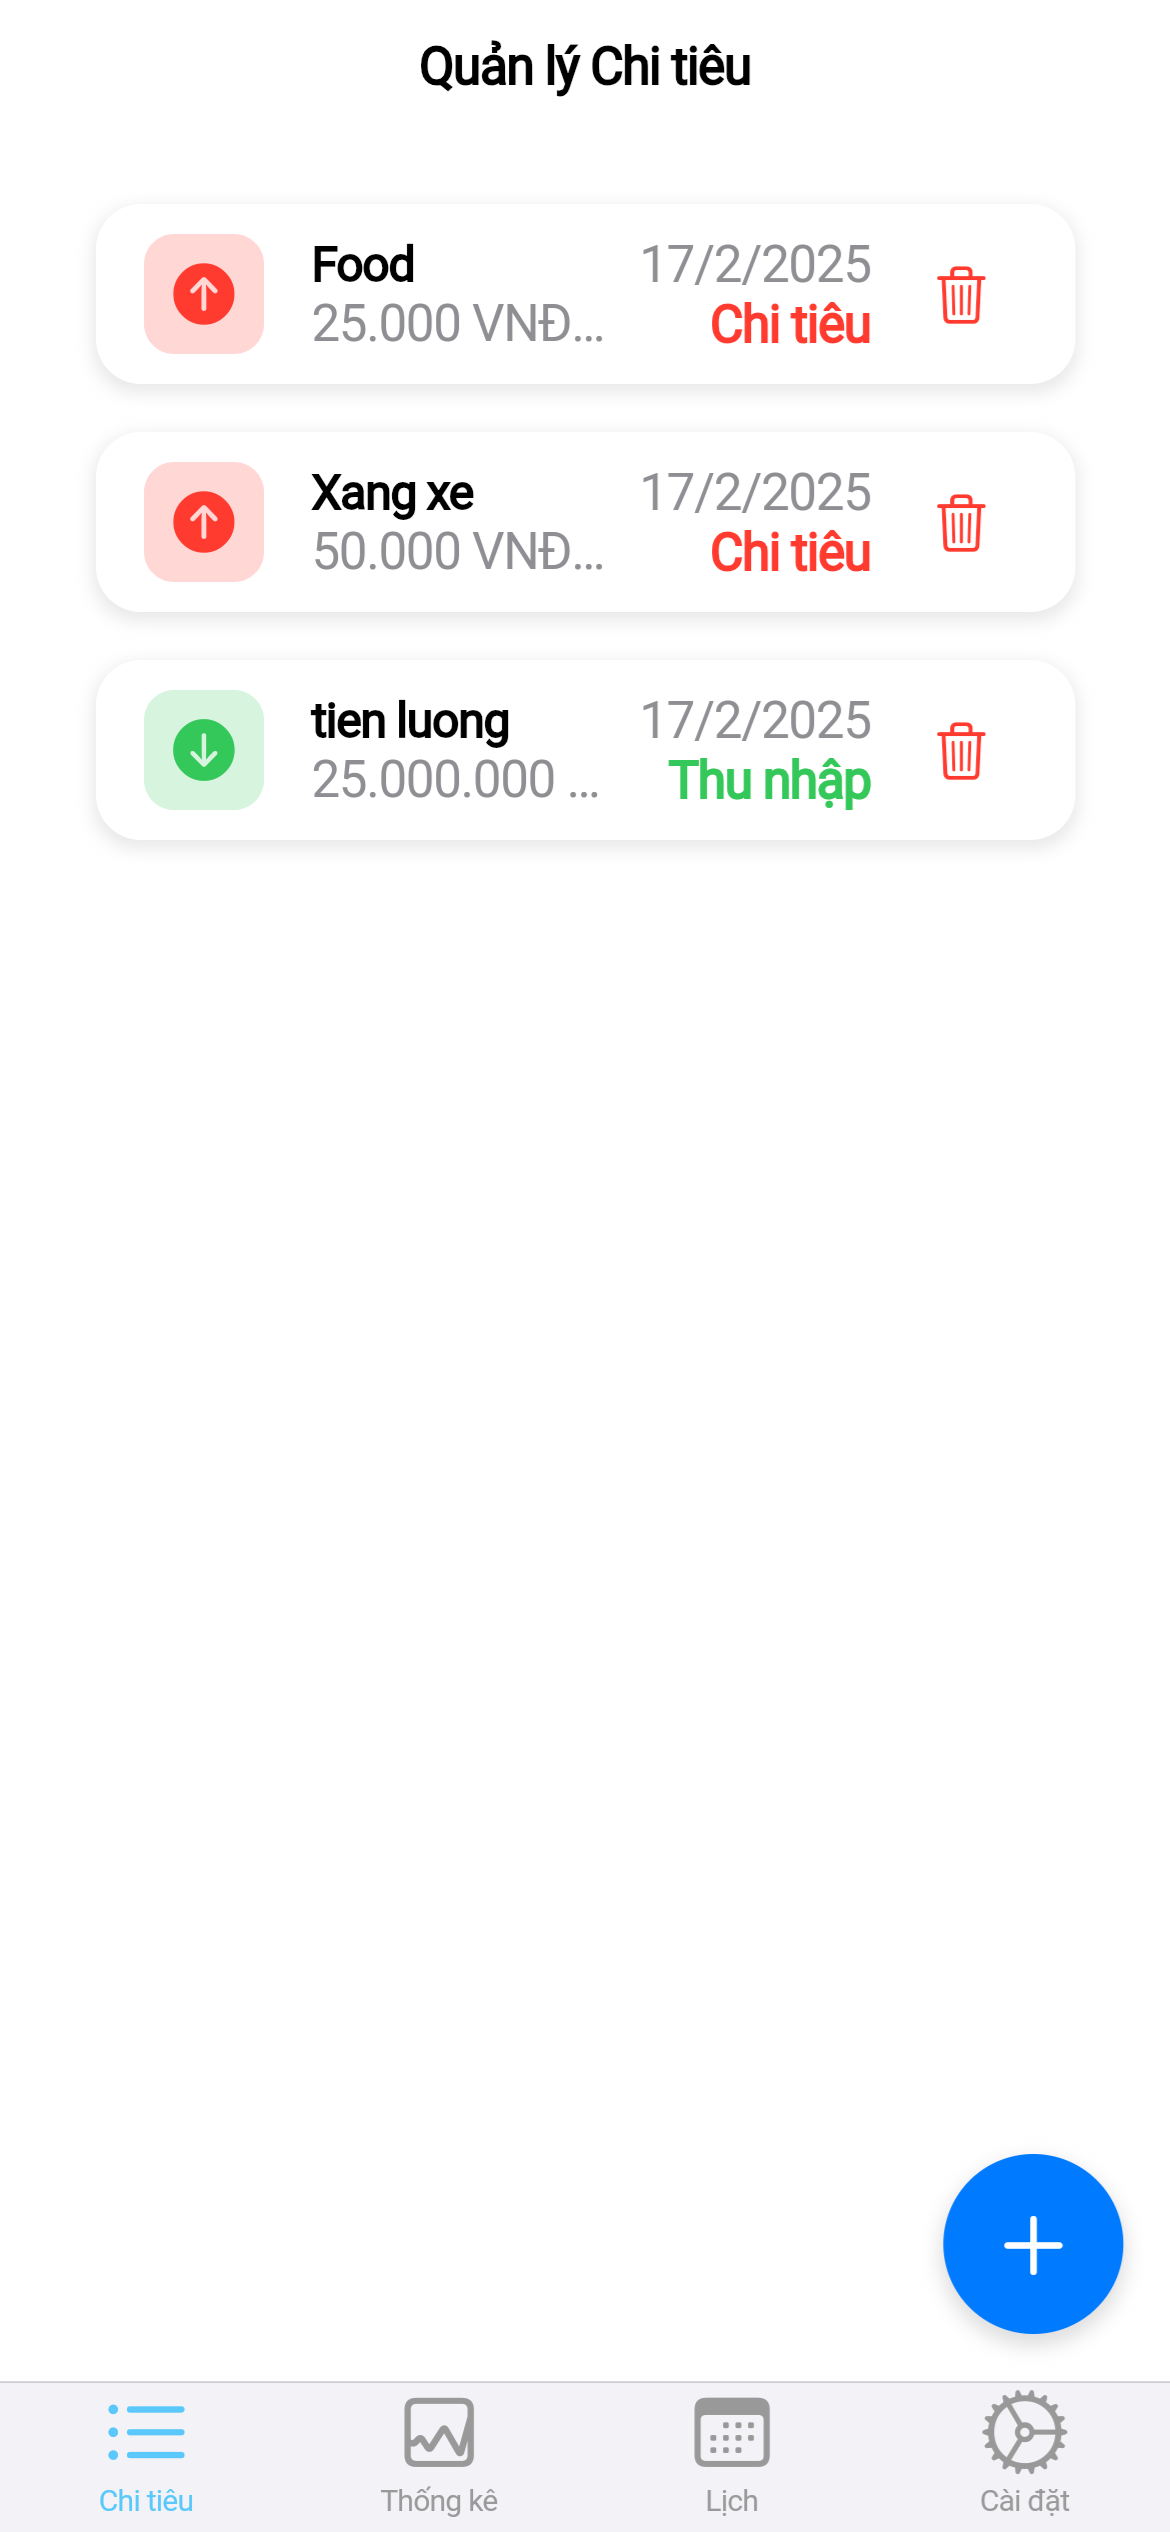 Quản lý Chi tiêu
Food
17/2/2025
25.000 VNĐ...
Chi tiêu
Xang xe
17/2/2025
50.000 VNĐ...
Chi tiêu
tien luong
17/2/2025
25.000.000 ...
Thu nhập
Chi tiêu
Thống kê
Lịch
Cài đặt